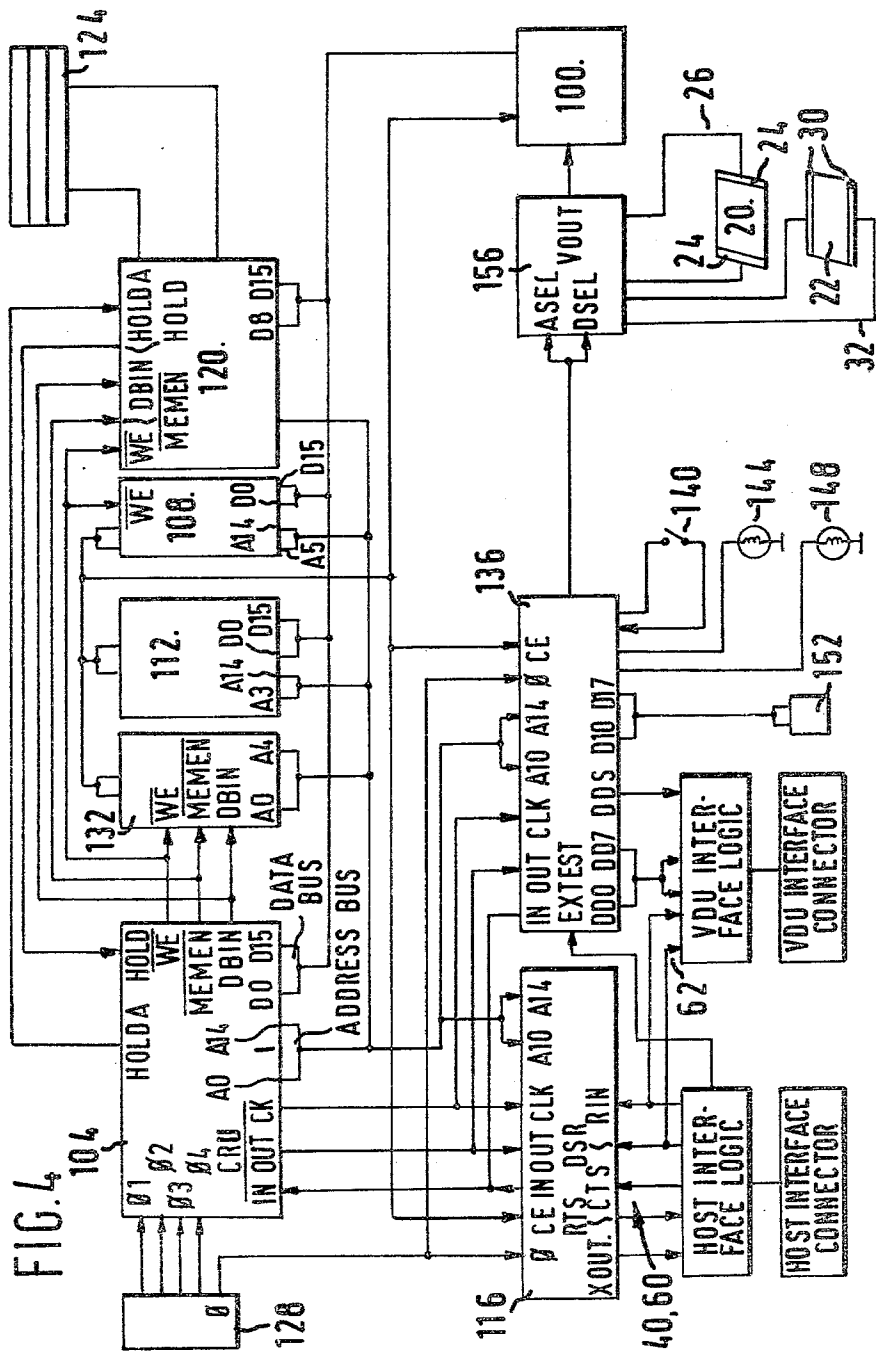 FIG. 4
104
Ø1
Ø2
Ø3
Ø4
HOLDA
HOLD
WE
MEMEN
DBIN
CRU
IN OUT CK
A0
A14
D0 D15
DATA
BUS
ADDRESS BUS
Ø
128
132
WE
MEMEN
DBIN
A0 A4
112.
A3
A14
D0
D15
108.
WE
A5
A14
D0
D15
WE
DBIN
HOLDA
MEMEN
HOLD
120.
D8 D15
124
116
Ø CE IN OUT CLK A10 A14
RTS DSR
XOUT. CTS RIN
40,60
HOST INTER-
FACE LOGIC
HOST INTERFACE
CONNECTOR
136
IN OUT CLK A10 A14 Ø CE
EXTEST
DD0 DD7 DDS D10 D17
62
VDU INTER-
FACE LOGIC
VDU INTERFACE
CONNECTOR
152
140
144
148
156
ASEL
VOUT
DSEL
100.
26
24
20.
24
22
30
32